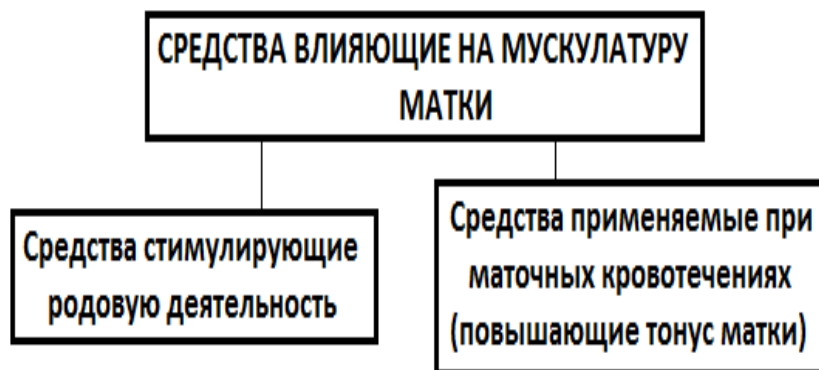 СРЕДСТВА ВЛИЯЮЩИЕ НА МУСКУЛАТУРУ
МАТКИ
Средства стимулирующие
родовую деятельность
Средства применяемые при
маточных кровотечениях
(повышающие тонус матки)